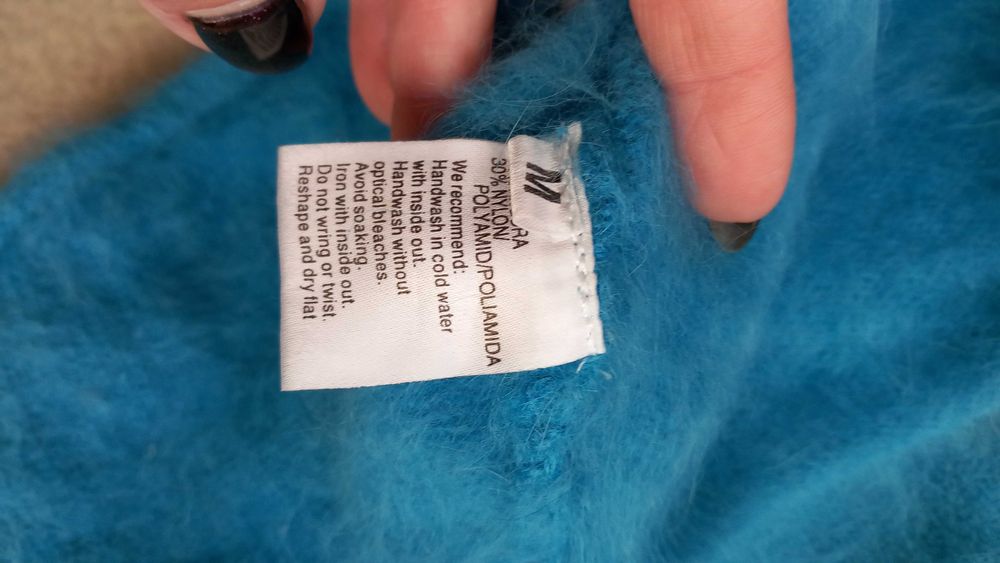 M
RA
30% NYLON/
POLYAMID/POLIAMIDA
We recommend:
Handwash in cold water
with inside out.
Handwash without
optical bleaches.
Avoid soaking.
Iron with inside out.
Do not wring or twist.
Reshape and dry flat